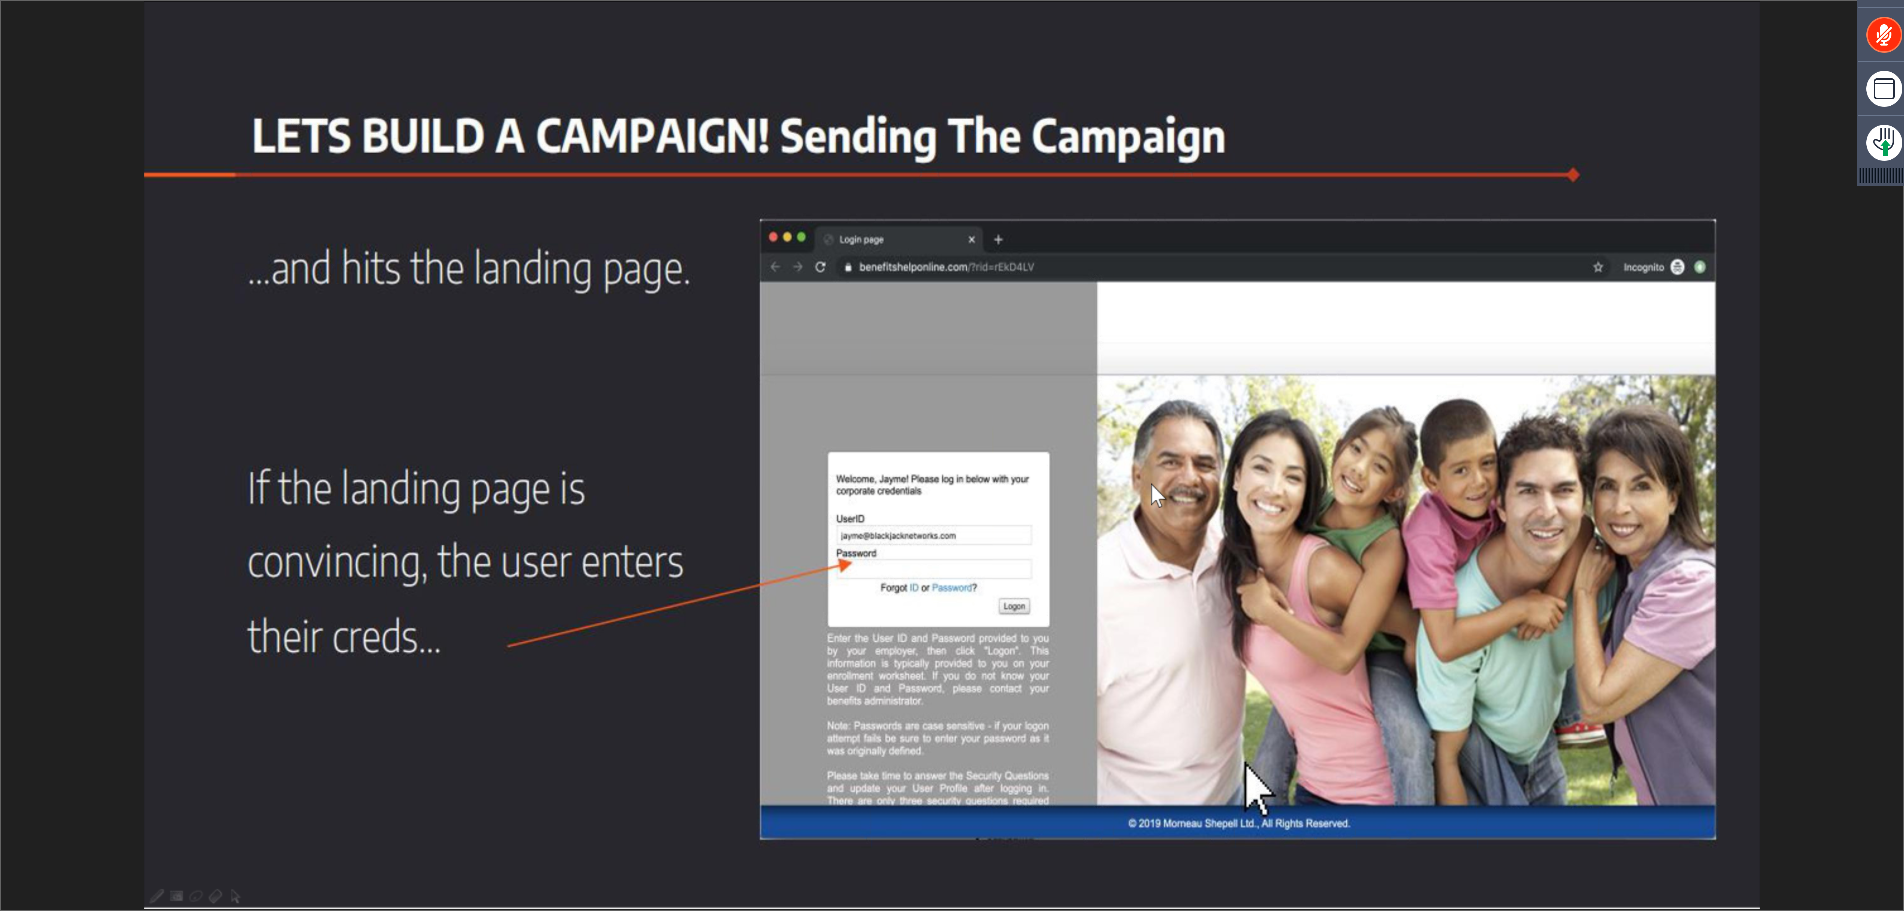 LETS BUILD A CAMPAIGN! Sending The Campaign
...and hits the landing page.
If the landing page is
convincing, the user enters
their creds...
Login page
benefitshelponline.com/?rid=rEkD4LV
Incognito
Welcome, Jayme! Please log in below with your
corporate credentials
UserID
jayme@blackjacknetworks.com
Password
Forgot ID or Password?
Logon
Enter the User ID and Password provided to you
by your employer, then click "Logon". This
information is typically provided to you on your
enrollment worksheet. If you do not know your
User ID and Password, please contact your
benefits administrator.
Note: Passwords are case sensitive - if your logon
attempt fails be sure to enter your password as it
was originally defined.
Please take time to answer the Security Questions
and update your User Profile after logging in.
There are only three security questions required
© 2019 Morneau Shepell Ltd., All Rights Reserved.